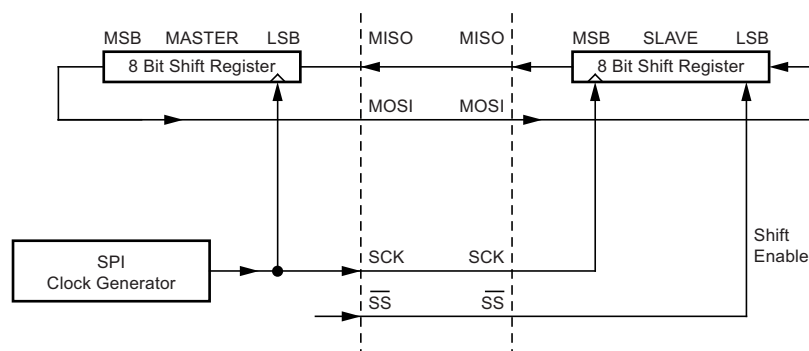 MSB MASTER LSB MISO MISO MSB SLAVE LSB
8 Bit Shift Register 8 Bit Shift Register
MOSI MOSI
Shift
Enable
SPI
Clock Generator
SCK SCK
SS SS